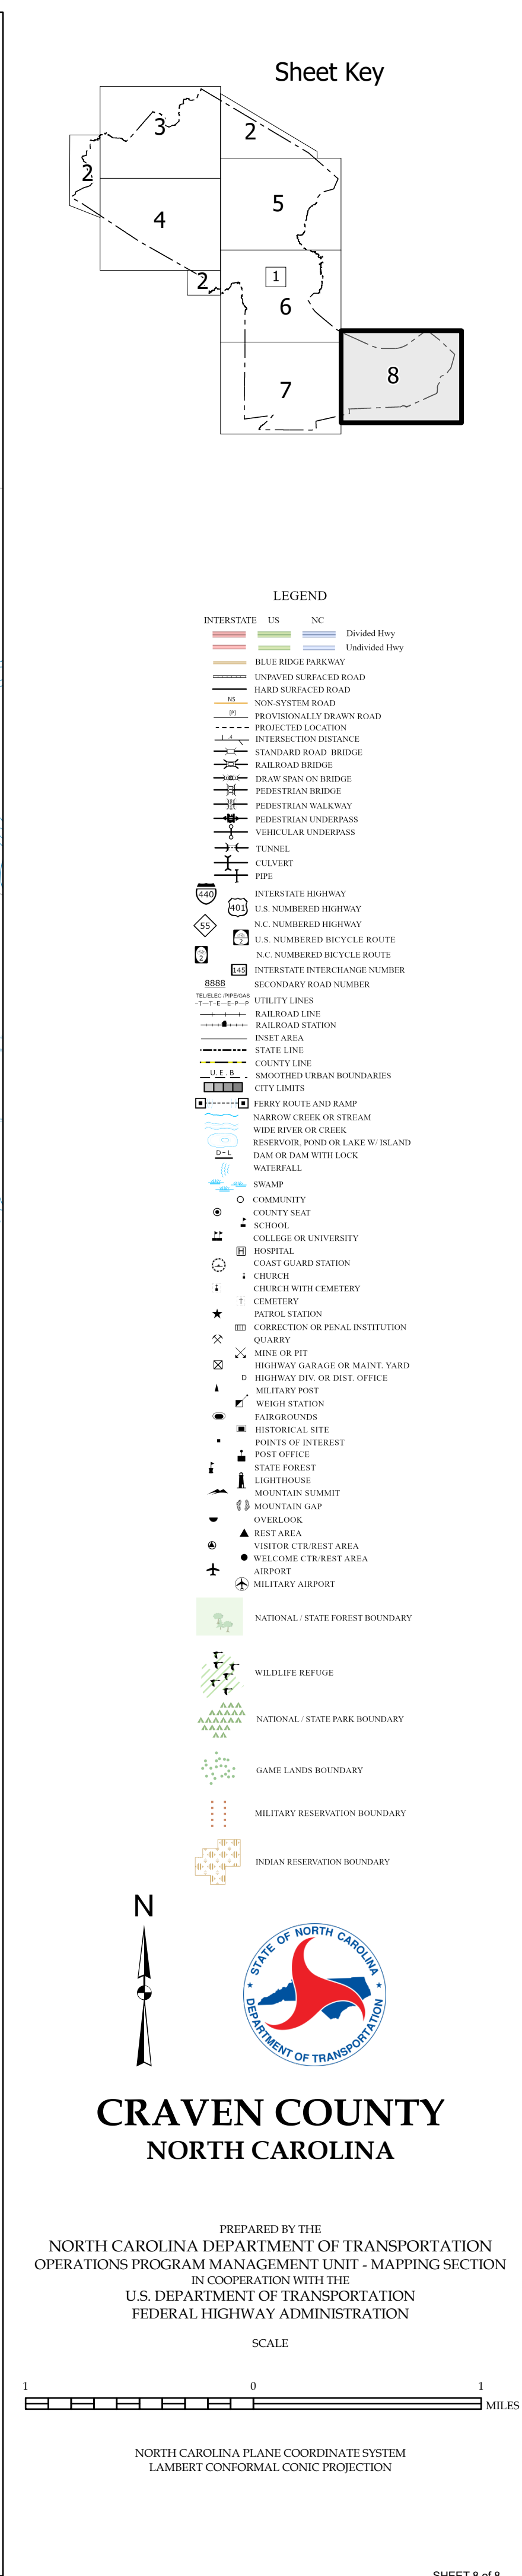 Sheet Key
3
2
2
5
4
2
1
6
8
7
LEGEND
INTERSTATE US NC
Divided Hwy
Undivided Hwy
BLUE RIDGE PARKWAY
UNPAVED SURFACED ROAD
HARD SURFACED ROAD
NS
NON-SYSTEM ROAD
[P]
PROVISIONALLY DRAWN ROAD
PROJECTED LOCATION
4
INTERSECTION DISTANCE
STANDARD ROAD BRIDGE
RAILROAD BRIDGE
DRAW SPAN ON BRIDGE
PEDESTRIAN BRIDGE
PEDESTRIAN WALKWAY
PEDESTRIAN UNDERPASS
VEHICULAR UNDERPASS
TUNNEL
CULVERT
PIPE
440 INTERSTATE HIGHWAY
401 U.S. NUMBERED HIGHWAY
55 N.C. NUMBERED HIGHWAY
2 U.S. NUMBERED BICYCLE ROUTE
2 N.C. NUMBERED BICYCLE ROUTE
145 INTERSTATE INTERCHANGE NUMBER
8888 SECONDARY ROAD NUMBER
TEL/ELEC /PIPE/GAS
-T---T-E---E-P---P UTILITY LINES
RAILROAD LINE
RAILROAD STATION
INSET AREA
STATE LINE
COUNTY LINE
U. E. B
SMOOTHED URBAN BOUNDARIES
CITY LIMITS
FERRY ROUTE AND RAMP
NARROW CREEK OR STREAM
WIDE RIVER OR CREEK
RESERVOIR, POND OR LAKE W/ ISLAND
D-L
DAM OR DAM WITH LOCK
WATERFALL
SWAMP
COMMUNITY
COUNTY SEAT
SCHOOL
COLLEGE OR UNIVERSITY
H HOSPITAL
COAST GUARD STATION
CHURCH
CHURCH WITH CEMETERY
CEMETERY
PATROL STATION
CORRECTION OR PENAL INSTITUTION
QUARRY
MINE OR PIT
HIGHWAY GARAGE OR MAINT. YARD
D HIGHWAY DIV. OR DIST. OFFICE
MILITARY POST
WEIGH STATION
FAIRGROUNDS
HISTORICAL SITE
POINTS OF INTEREST
POST OFFICE
STATE FOREST
LIGHTHOUSE
MOUNTAIN SUMMIT
MOUNTAIN GAP
OVERLOOK
REST AREA
VISITOR CTR/REST AREA
WELCOME CTR/REST AREA
AIRPORT
MILITARY AIRPORT
NATIONAL / STATE FOREST BOUNDARY
WILDLIFE REFUGE
NATIONAL / STATE PARK BOUNDARY
GAME LANDS BOUNDARY
MILITARY RESERVATION BOUNDARY
INDIAN RESERVATION BOUNDARY
N
STATE OF NORTH CAROLINA
DEPARTMENT OF TRANSPORTATION
CRAVEN COUNTY
NORTH CAROLINA
PREPARED BY THE
NORTH CAROLINA DEPARTMENT OF TRANSPORTATION
OPERATIONS PROGRAM MANAGEMENT UNIT - MAPPING SECTION
IN COOPERATION WITH THE
U.S. DEPARTMENT OF TRANSPORTATION
FEDERAL HIGHWAY ADMINISTRATION
SCALE
1 0 1
MILES
NORTH CAROLINA PLANE COORDINATE SYSTEM
LAMBERT CONFORMAL CONIC PROJECTION
SHEET 8 of 8